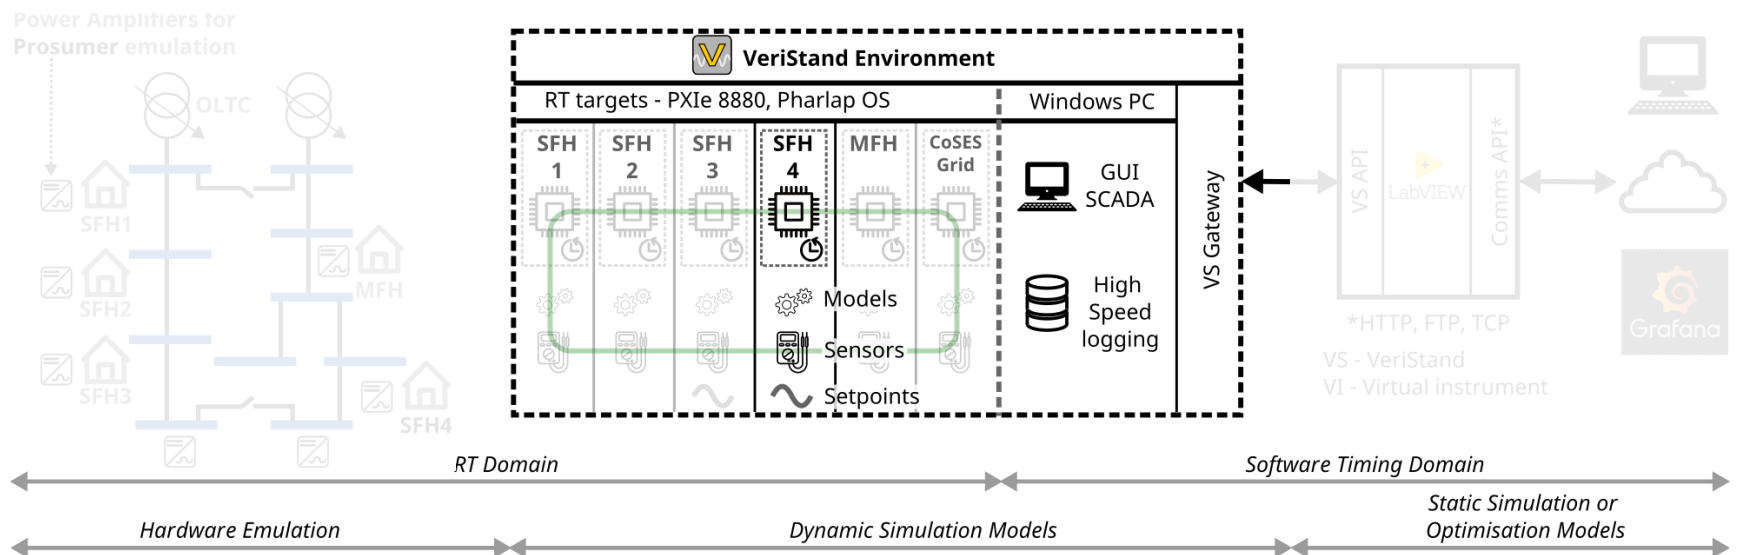 Power Amplifiers for
Prosumer emulation
OLTC
SFH1
SFH2
SFH3
MFH
SFH4
VeriStand Environment
RT targets - PXIe 8880, Pharlap OS
Windows PC
SFH
1
SFH
2
SFH
3
SFH
4
MFH
CoSES
Grid
Models
Sensors
Setpoints
GUI
SCADA
High
Speed
logging
VS Gateway
VS API
LabVIEW
Comms API*
*HTTP, FTP, TCP
VS - VeriStand
VI - Virtual instrument
Grafana
RT Domain
Software Timing Domain
Hardware Emulation
Dynamic Simulation Models
Static Simulation or
Optimisation Models